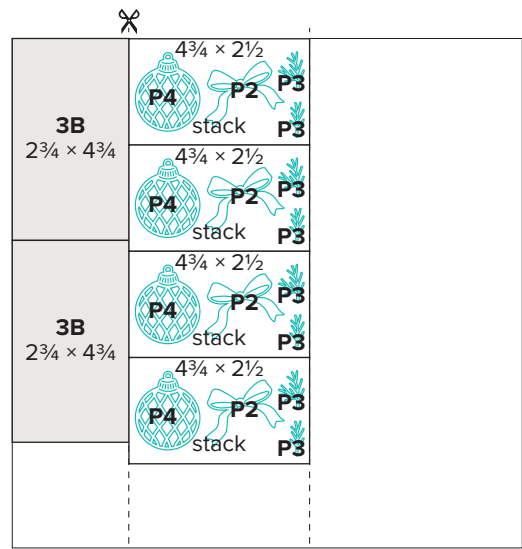 3B
2¾ × 4¾
3B
2¾ × 4¾
4¾ × 2½
P4 P2 P3
stack P3
4¾ × 2½
P4 P2 P3
stack P3
4¾ × 2½
P4 P2 P3
stack P3
4¾ × 2½
P4 P2 P3
stack P3